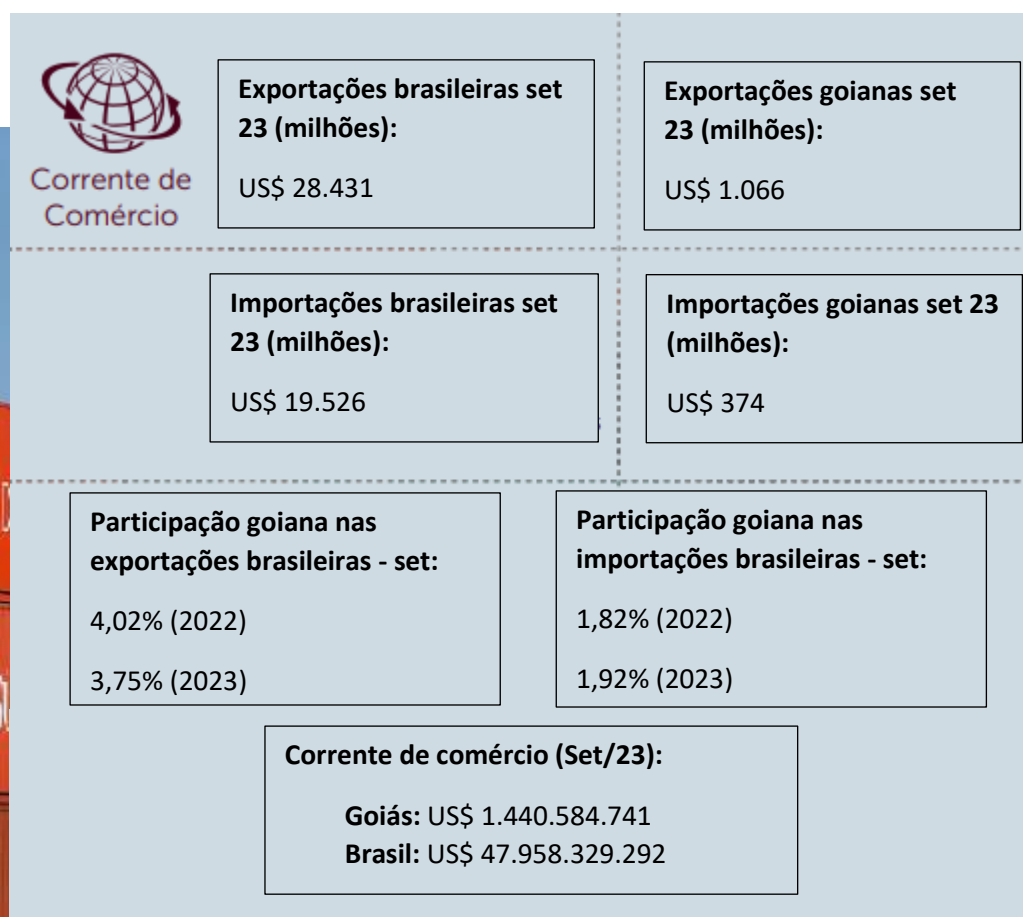 Corrente de
Comércio
Exportações brasileiras set
23 (milhões):
US$ 28.431
Exportações goianas set
23 (milhões):
US$ 1.066
Importações brasileiras set
23 (milhões):
US$ 19.526
Importações goianas set 23
(milhões):
US$ 374
Participação goiana nas
exportações brasileiras - set:
4,02% (2022)
3,75% (2023)
Participação goiana nas
importações brasileiras - set:
1,82% (2022)
1,92% (2023)
Corrente de comércio (Set/23):
Goiás: US$ 1.440.584.741
Brasil: US$ 47.958.329.292